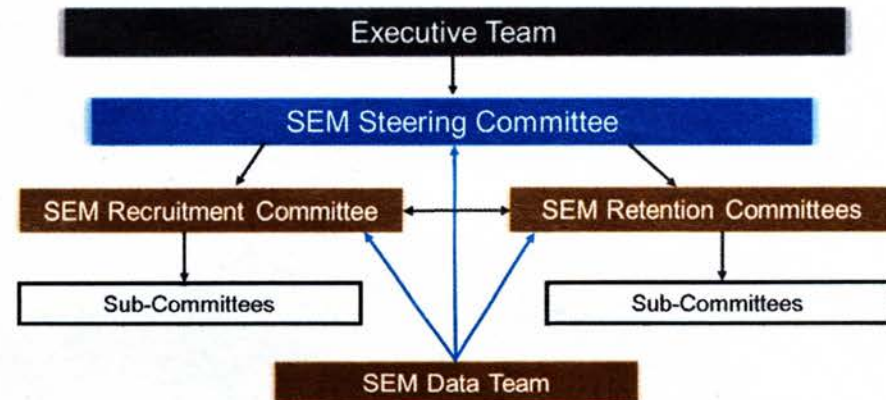 Executive Team
SEM Steering Committee
SEM Recruitment Committee
SEM Retention Committees
Sub-Committees
Sub-Committees
SEM Data Team